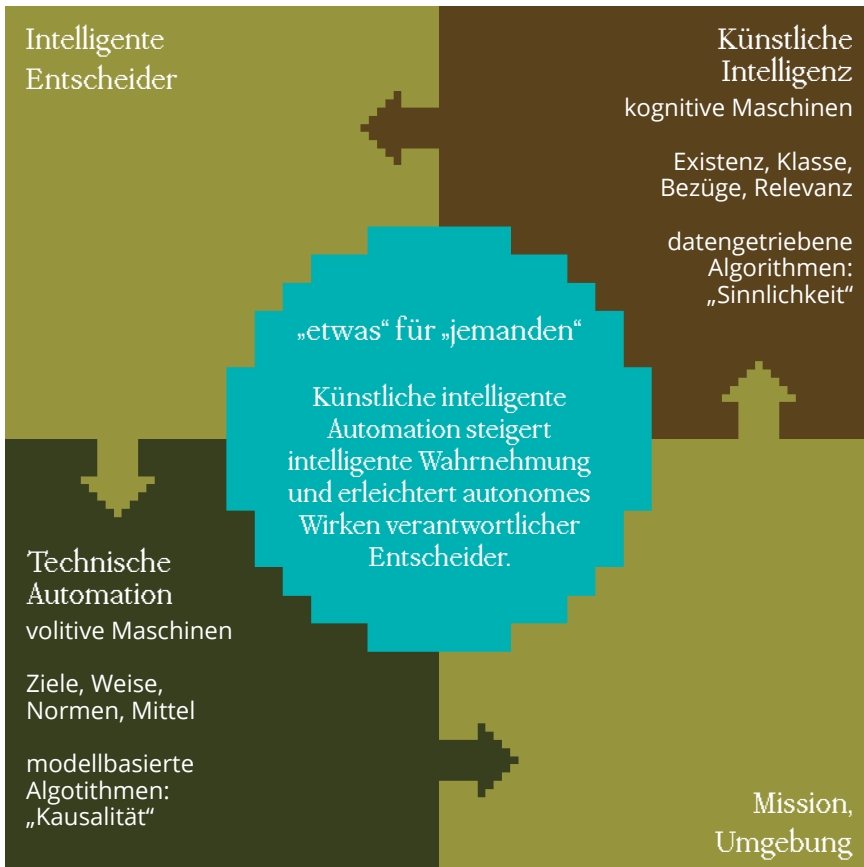 Intelligente
Entscheider
Künstliche
Intelligenz
kognitive Maschinen
Existenz, Klasse,
Bezüge, Relevanz
datengetriebene
Algorithmen:
„Sinnlichkeit“
„etwas“ für „jemanden“
Künstliche intelligente
Automation steigert
intelligente Wahrnehmung
und erleichtert autonomes
Wirken verantwortlicher
Entscheider.
Technische
Automation
volitive Maschinen
Ziele, Weise,
Normen, Mittel
modellbasierte
Algotithmen:
„Kausalität“
Mission,
Umgebung